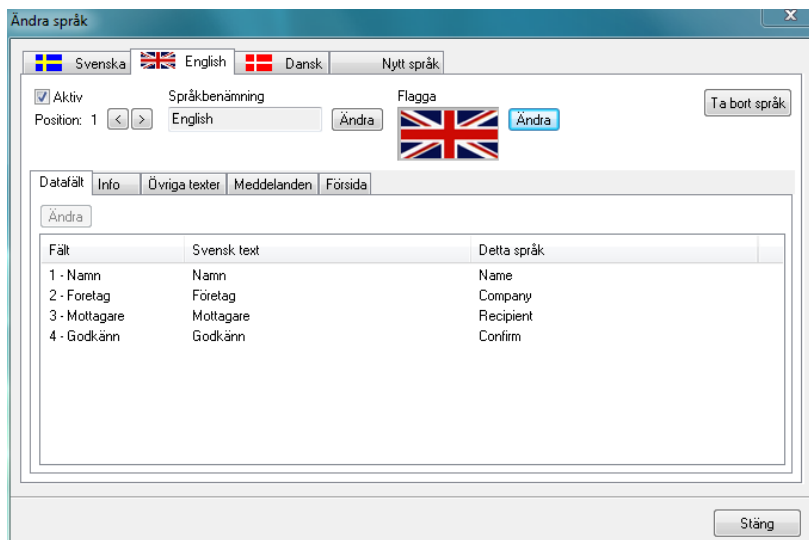 Ändra språk
x
Svenska English Dansk Nytt språk
Aktiv Språkbenämning Flagga
Ta bort språk
Position: 1 < > English Ändra Ändra
Datafält Info Övriga texter Meddelanden Försida
Ändra
Fält Svensk text Detta språk
1 - Namn Namn Name
2 - Foretag Företag Company
3 - Mottagare Mottagare Recipient
4 - Godkänn Godkänn Confirm
Stäng